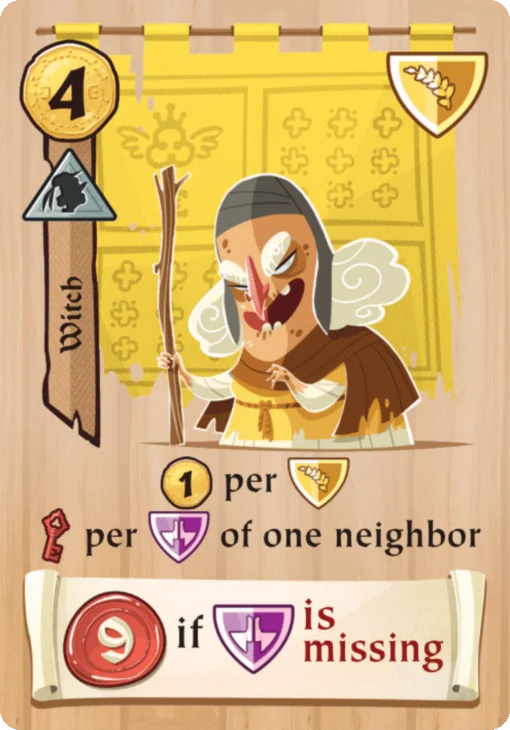 4
Witch
1 per
per of one neighbor
9 if is missing